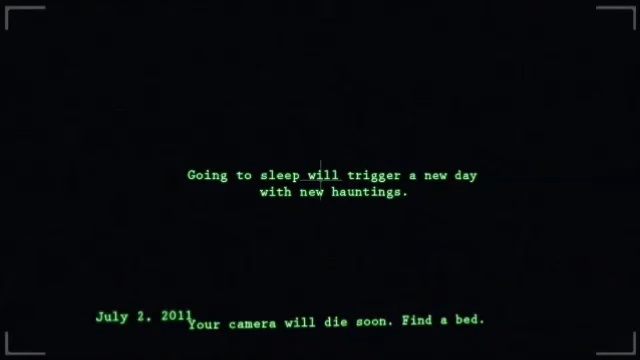 Going to sleep will trigger a new day
with new hauntings.
July 2, 2011
Your camera will die soon. Find a bed.